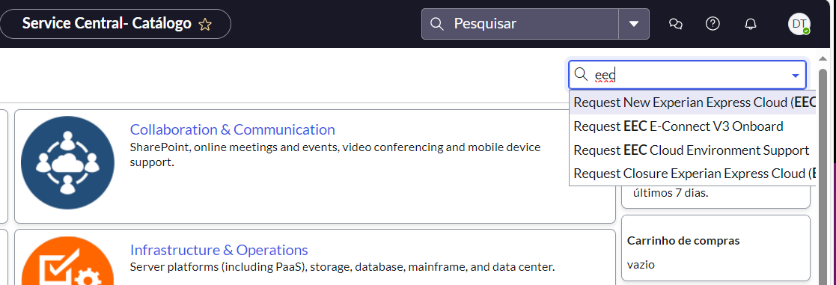 Service Central- Catálogo
Pesquisar
DT
eec
Request New Experian Express Cloud (EEC
Request EEC E-Connect V3 Onboard
Request EEC Cloud Environment Support
Request Closure Experian Express Cloud (E
últimos 7 dias.
Collaboration & Communication
SharePoint, online meetings and events, video conferencing and mobile device
support.
Carrinho de compras
vazio
Infrastructure & Operations
Server platforms (including PaaS), storage, database, mainframe, and data center.